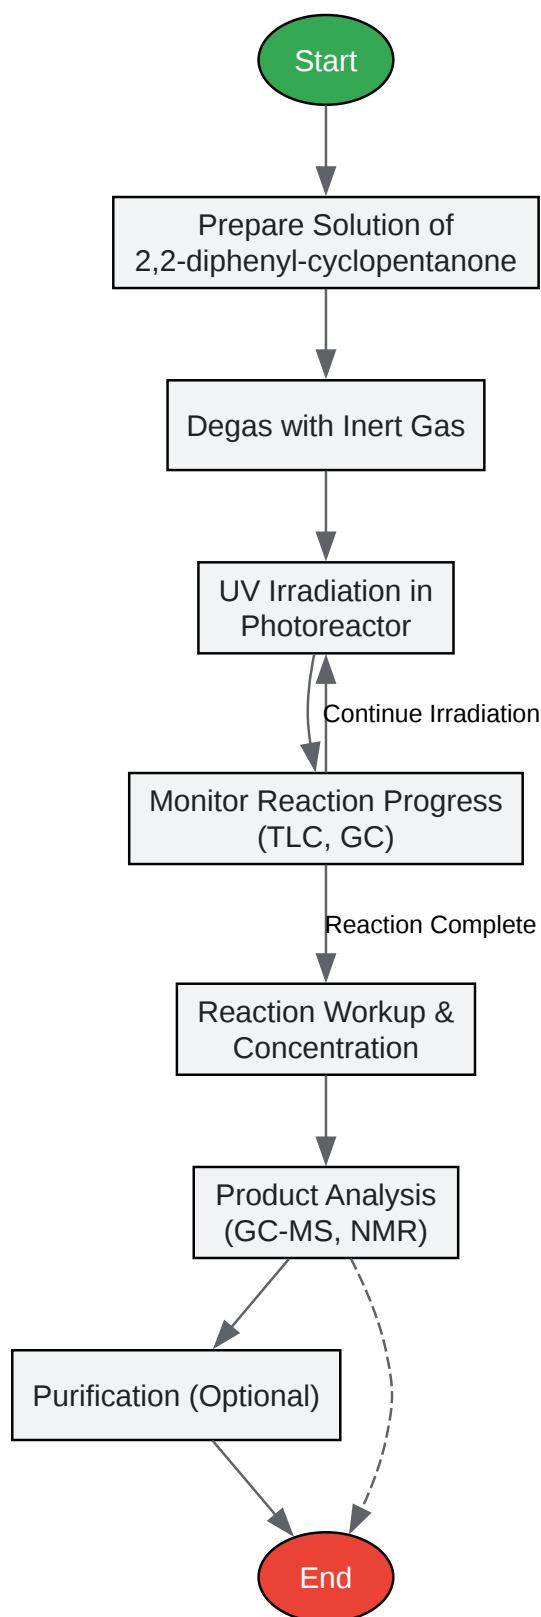 Start
Prepare Solution of
2,2-diphenyl-cyclopentanone
Degas with Inert Gas
UV Irradiation in
Photoreactor
Continue Irradiation
Monitor Reaction Progress
(TLC, GC)
Reaction Complete
Reaction Workup &
Concentration
Product Analysis
(GC-MS, NMR)
Purification (Optional)
End